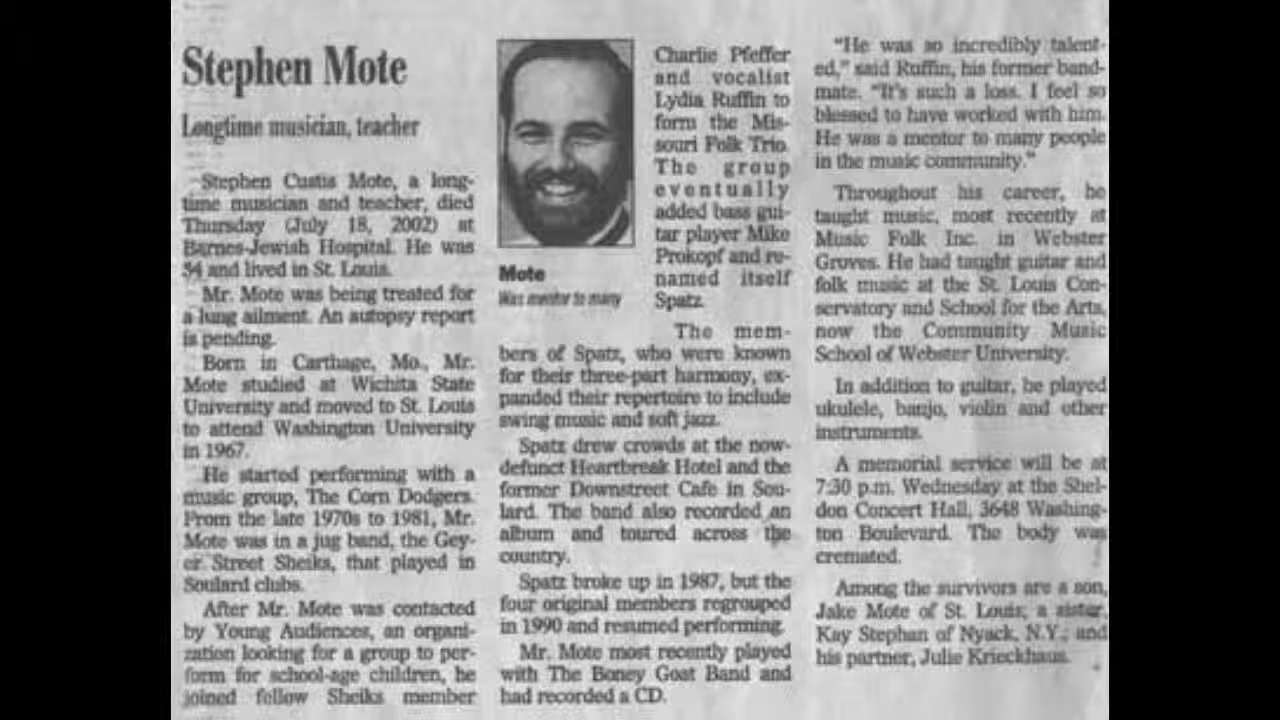 Stephen Mote
Longtime musician, teacher
Stephen Custis Mote, a long-
time musician and teacher, died
Thursday (July 18, 2002) at
Barnes-Jewish Hospital. He was
54 and lived in St. Louis.
Mr. Mote was being treated for
a lung ailment. An autopsy report
is pending.
Born in Carthage, Mo., Mr.
Mote studied at Wichita State
University and moved to St. Louis
to attend Washington University
in 1967.
He started performing with a
music group, The Corn Dodgers.
From the late 1970s to 1981, Mr.
Mote was in a jug band, the Gey-
er Street Sheiks, that played in
Soulard clubs.
After Mr. Mote was contacted
by Young Audiences, an organi-
zation looking for a group to per-
form for school-age children, he
joined fellow Sheiks member
Mote
Was mentor to many
Charlie Pfeffer
and vocalist
Lydia Ruffin to
form the Mis-
souri Folk Trio.
The group
eventually
added bass gui-
tar player Mike
Prokopf and re-
named itself
Spatz.
The mem-
bers of Spatz, who were known
for their three-part harmony, ex-
panded their repertoire to include
swing music and soft jazz.
Spatz drew crowds at the now-
defunct Heartbreak Hotel and the
former Downstreet Cafe in Sou-
lard. The band also recorded an
album and toured across the
country.
Spatz broke up in 1987, but the
four original members regrouped
in 1990 and resumed performing.
Mr. Mote most recently played
with The Boney Goat Band and
had recorded a CD.
"He was so incredibly talent-
ed," said Ruffin, his former band-
mate. "It's such a loss. I feel so
blessed to have worked with him.
He was a mentor to many people
in the music community."
Throughout his career, he
taught music, most recently at
Music Folk Inc. in Webster
Groves. He had taught guitar and
folk music at the St. Louis Con-
servatory and School for the Arts,
now the Community Music
School of Webster University.
In addition to guitar, he played
ukulele, banjo, violin and other
instruments.
A memorial service will be at
7:30 p.m. Wednesday at the Shel-
don Concert Hall, 3648 Washing-
ton Boulevard. The body was
cremated.
Among the survivors are a son,
Jake Mote of St. Louis; a sister,
Kay Stephan of Nyack, N.Y.; and
his partner, Julie Krieckhaus.